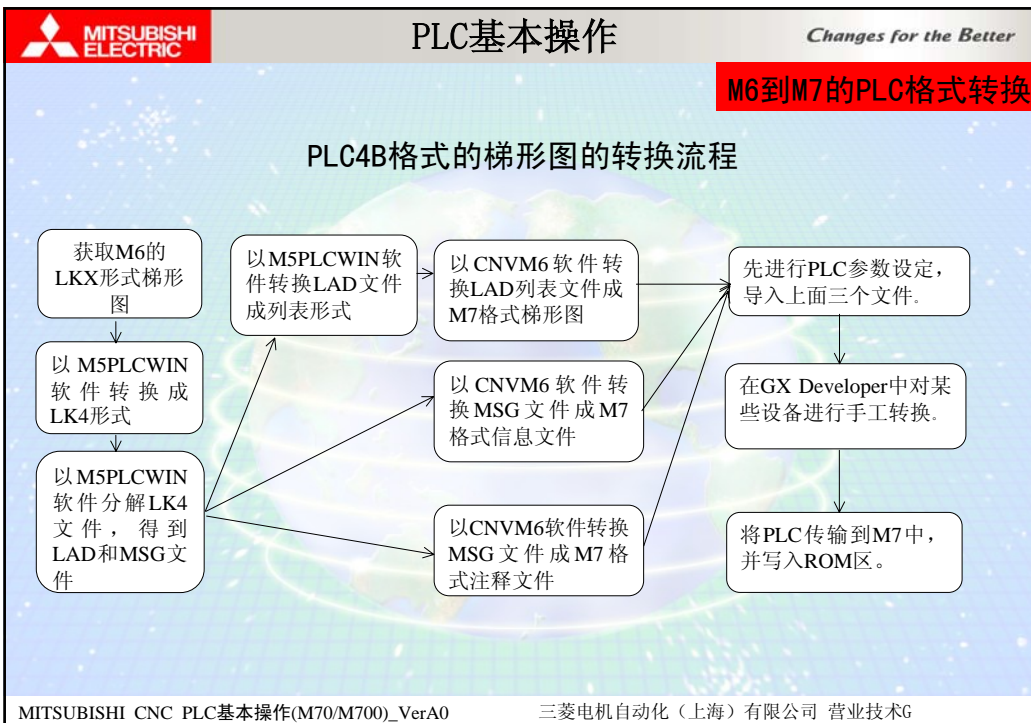 MITSUBISHI
ELECTRIC
PLC基本操作
Changes for the Better
M6到M7的PLC格式转换
PLC4B格式的梯形图的转换流程
获取M6的
LKX形式梯形
图
以 M5PLCWIN
软件转换成
LK4形式
以M5PLCWIN
软件分解LK4
文件，得到
LAD和MSG文
件
以M5PLCWIN软
件转换LAD文件
成列表形式
以CNVM6软件转
换LAD列表文件成
M7格式梯形图
以CNVM6软件转
换MSG文件成M7
格式信息文件
以CNVM6软件转换
MSG文件成M7格
式注释文件
先进行PLC参数设定，
导入上面三个文件.
在GX Developer中对某
些设备进行手工转换.
将PLC传输到M7中，
并写入ROM区。
MITSUBISHI CNC PLC基本操作(M70/M700)_VerA0
三菱电机自动化（上海）有限公司 营业技术G